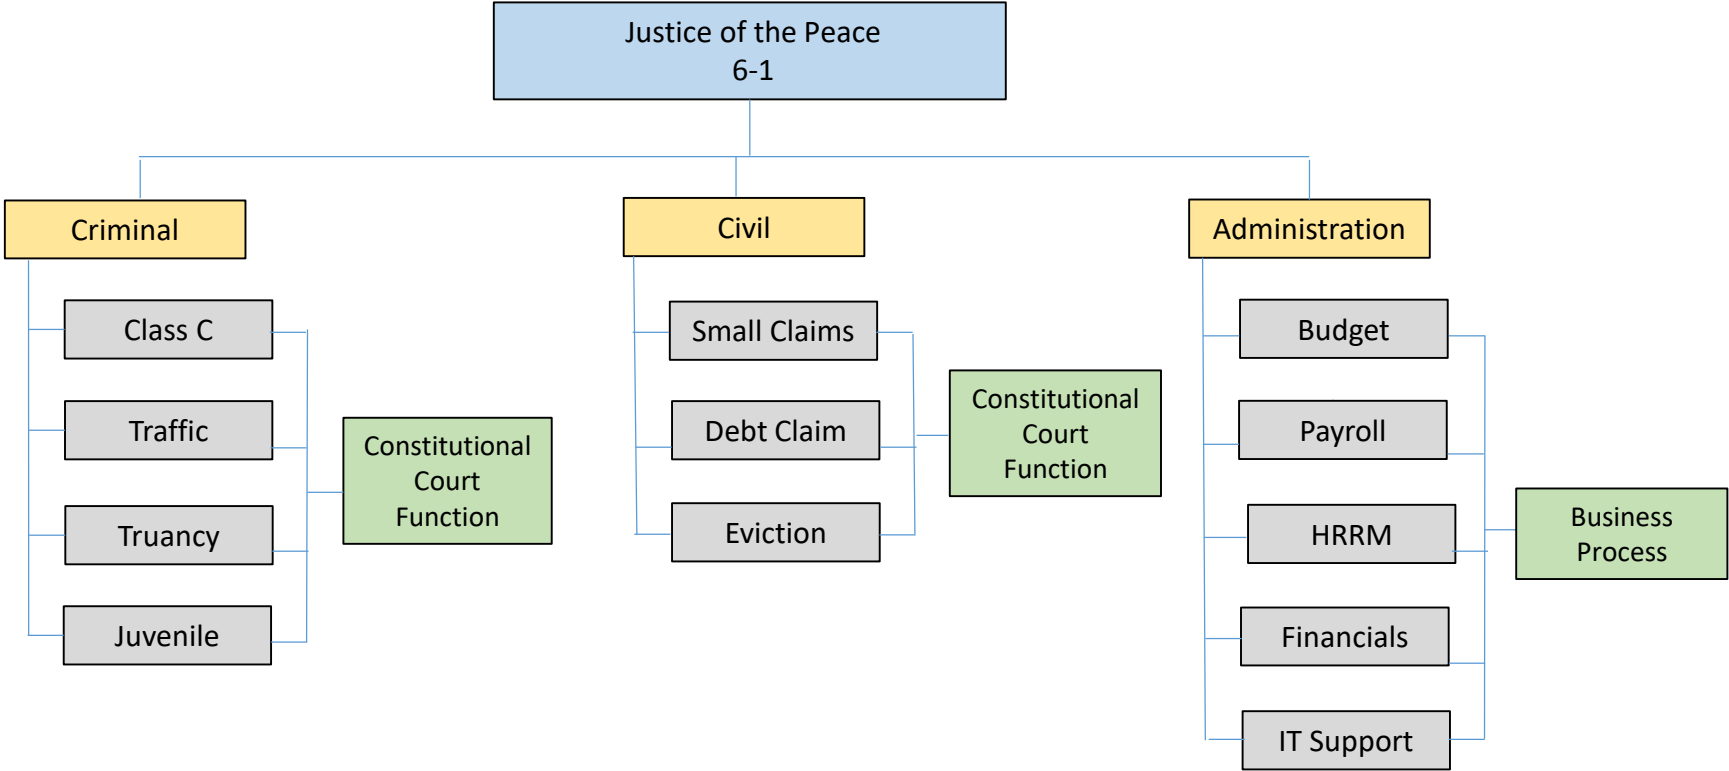 Justice of the Peace
6-1
Criminal
Civil
Administration
Class C
Traffic
Truancy
Juvenile
Constitutional
Court
Function
Small Claims
Debt Claim
Eviction
Constitutional
Court
Function
Budget
Payroll
HRRM
Financials
IT Support
Business
Process